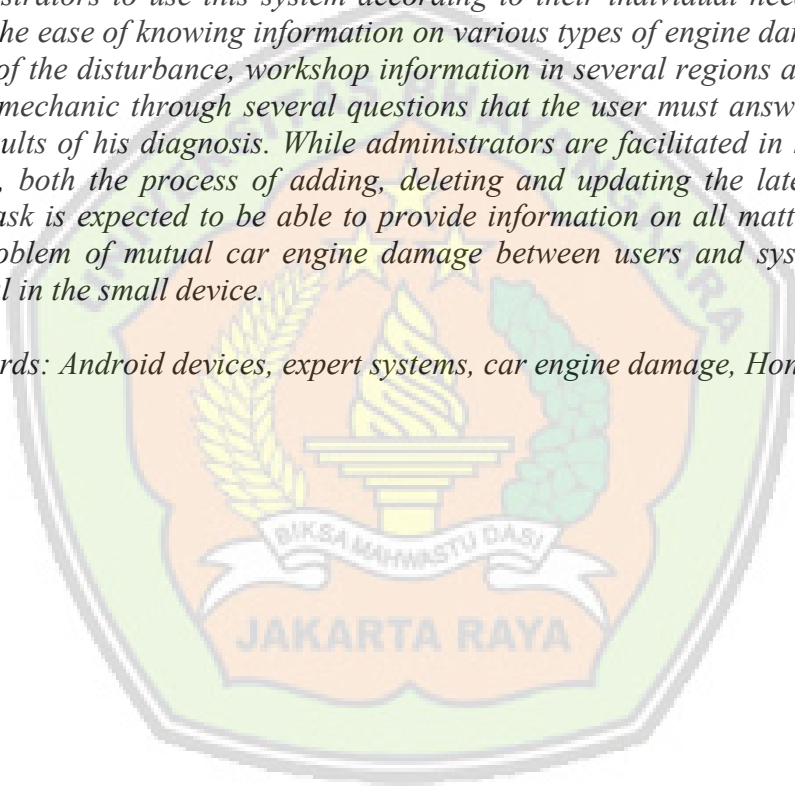 istrators to use this system according to their individual nee
he ease of knowing information on various types of engine dar
of the disturbance, workshop information in several regions a
mechanic through several questions that the user must answ
ults of his diagnosis. While administrators are facilitated in
, both the process of adding, deleting and updating the late
ask is expected to be able to provide information on all matt
oblem of mutual car engine damage between users and sys
l in the small device.
rds: Android devices, expert systems, car engine damage, Hon
UNIVERSITAS BHAYANGKARA
BIKSA MAHWASTU DASI
JAKARTA RAYA